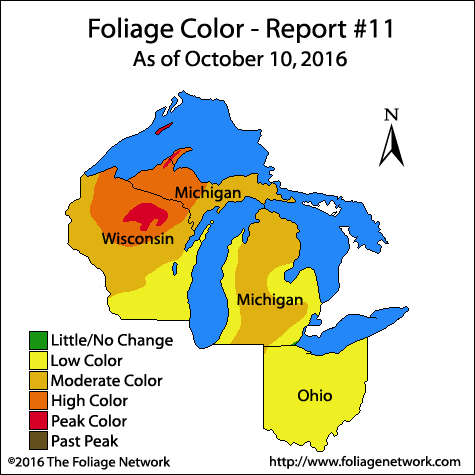 Foliage Color - Report #11
As of October 10, 2016
N
Michigan
Wisconsin
Michigan
Ohio
Little/No Change
Low Color
Moderate Color
High Color
Peak Color
Past Peak
©2016 The Foliage Network
http://www.foliagenetwork.com